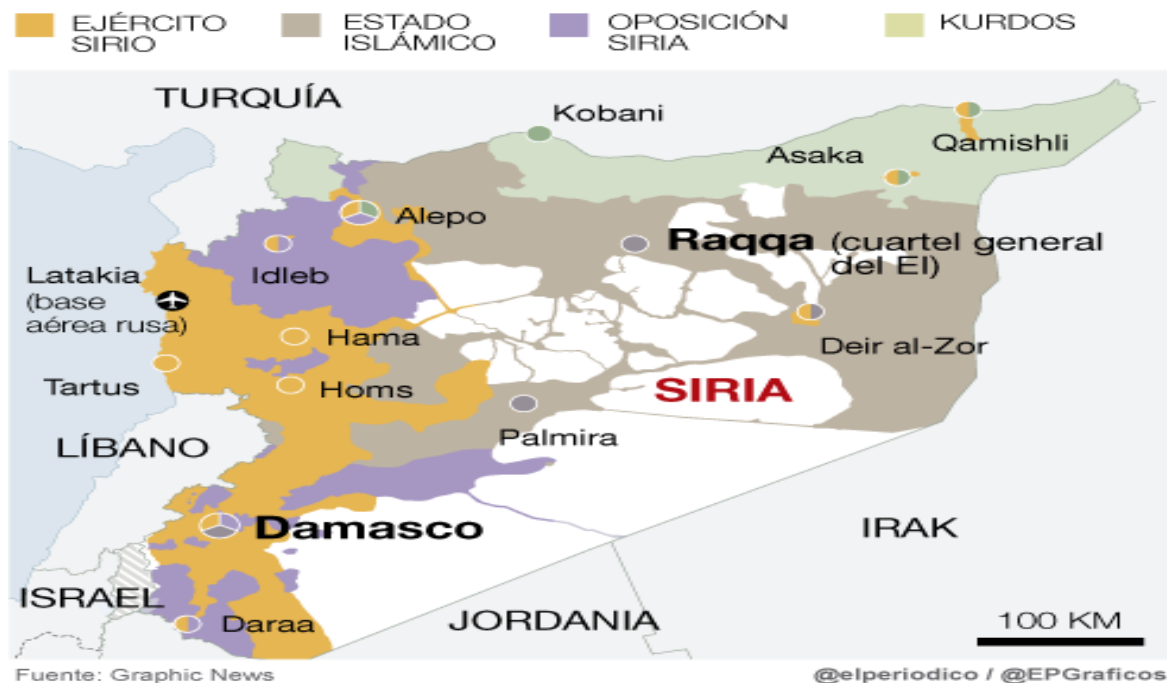 EJÉRCITO
SIRIO
ESTADO
ISLÁMICO
OPOSICIÓN
SIRIA
KURDOS
TURQUÍA
Kobani
Qamishli
Asaka
Alepo
Raqqa (cuartel general
del EI)
Latakia
(base
aérea rusa)
Idleb
Hama
Deir al-Zor
Tartus
Homs
SIRIA
Palmira
LÍBANO
Damasco
IRAK
ISRAEL
JORDANIA
Daraa
100 KM
Fuente: Graphic News
@elperiodico / @EPGraficos